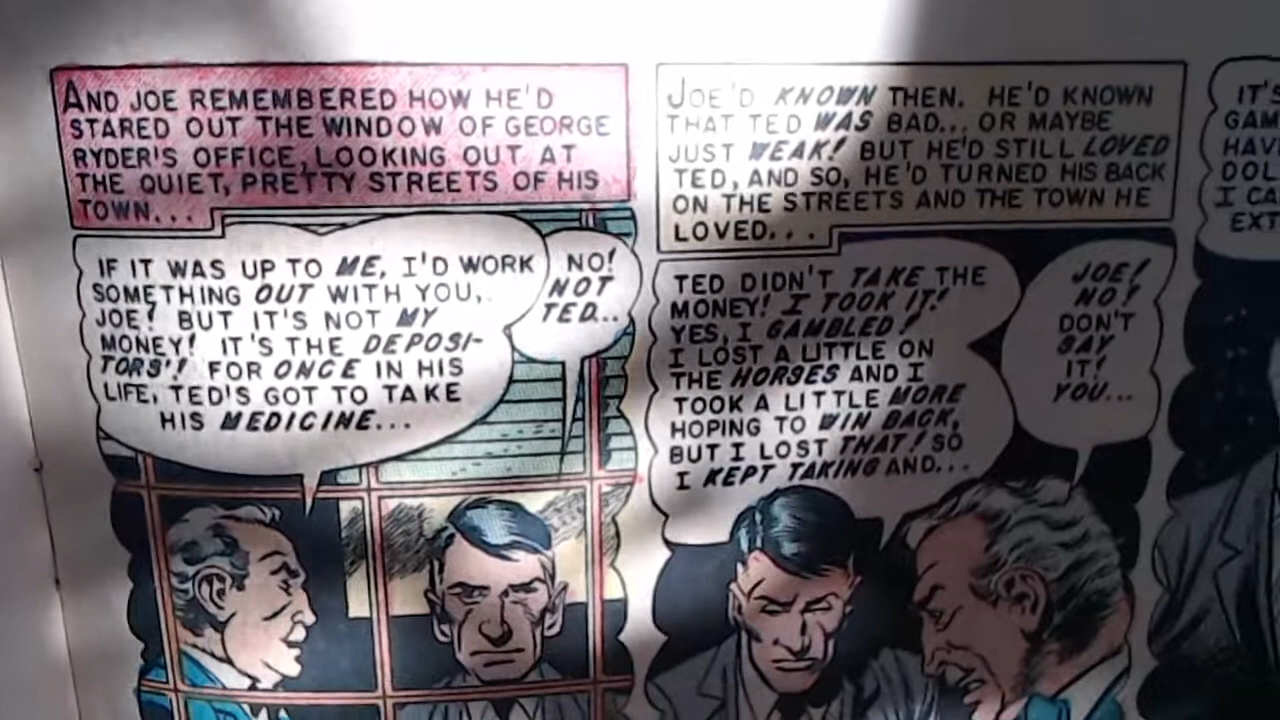 AND JOE REMEMBERED HOW HE'D
STARED OUT THE WINDOW OF GEORGE
RYDER'S OFFICE, LOOKING OUT AT
THE QUIET, PRETTY STREETS OF HIS
TOWN...
IF IT WAS UP TO ME, I'D WORK
SOMETHING OUT WITH YOU,
JOE! BUT IT'S NOT MY
MONEY! IT'S THE DEPOSI-
TORS'! FOR ONCE IN HIS
LIFE, TED'S GOT TO TAKE
HIS MEDICINE...
NO!
NOT
TED...
JOE'D KNOWN THEN. HE'D KNOWN
THAT TED WAS BAD... OR MAYBE
JUST WEAK! BUT HE'D STILL LOVED
TED, AND SO, HE'D TURNED HIS BACK
ON THE STREETS AND THE TOWN HE
LOVED...
TED DIDN'T TAKE THE
MONEY! I TOOK IT!
YES, I GAMBLED!
I LOST A LITTLE ON
THE HORSES AND I
TOOK A LITTLE MORE
HOPING TO WIN BACK,
BUT I LOST THAT! SO
I KEPT TAKING AND...
JOE!
NO!
DON'T
SAY
IT!
YOU...
IT'S
GAM
HAV
DOL
I CA
EXT